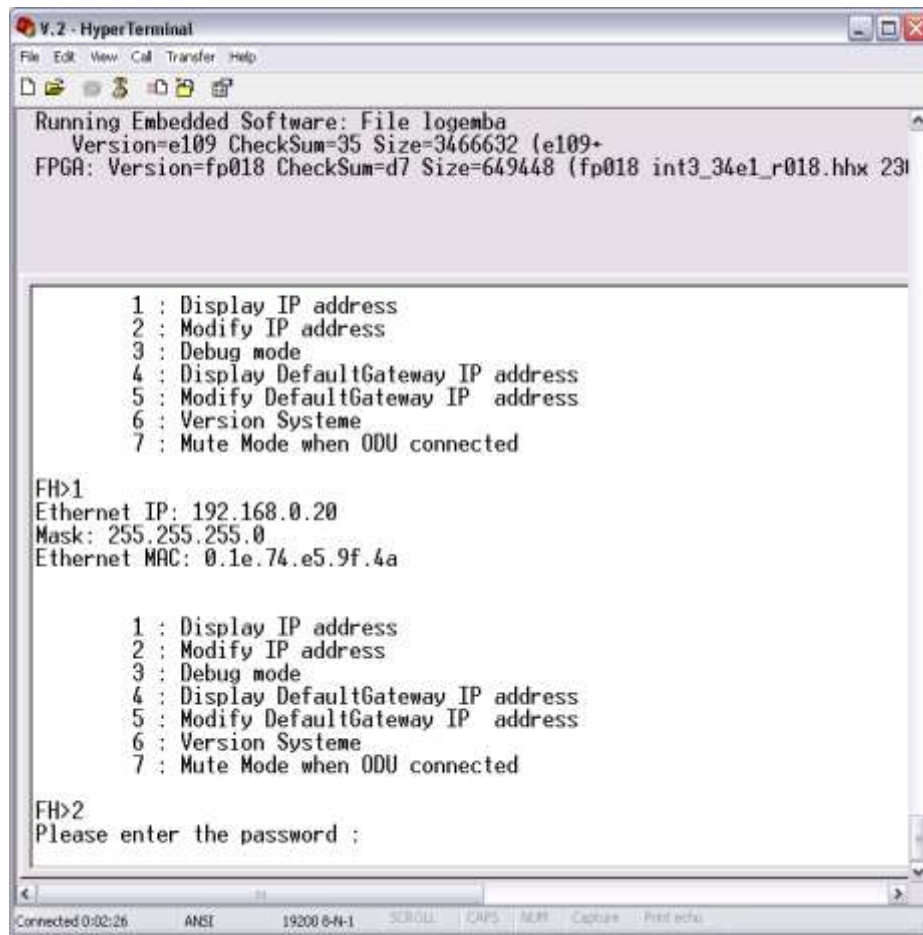 V.2 - HyperTerminal
File Edit View Call Transfer Help
Running Embedded Software: File logemba
Version=e109 CheckSum=35 Size=3466632 (e109+
FPGA: Version=fp018 CheckSum=d7 Size=649448 (fp018 int3_34e1_r018.hhx 230
1 : Display IP address
2 : Modify IP address
3 : Debug mode
4 : Display DefaultGateway IP address
5 : Modify DefaultGateway IP  address
6 : Version Systeme
7 : Mute Mode when ODU connected
FH>1
Ethernet IP: 192.168.0.20
Mask: 255.255.255.0
Ethernet MAC: 0.1e.74.e5.9f.4a
1 : Display IP address
2 : Modify IP address
3 : Debug mode
4 : Display DefaultGateway IP address
5 : Modify DefaultGateway IP  address
6 : Version Systeme
7 : Mute Mode when ODU connected
FH>2
Please enter the password :
Connected 0:02:26 ANSI 19200 8-N-1 SCROLL CAPS NUM Capture Print echo